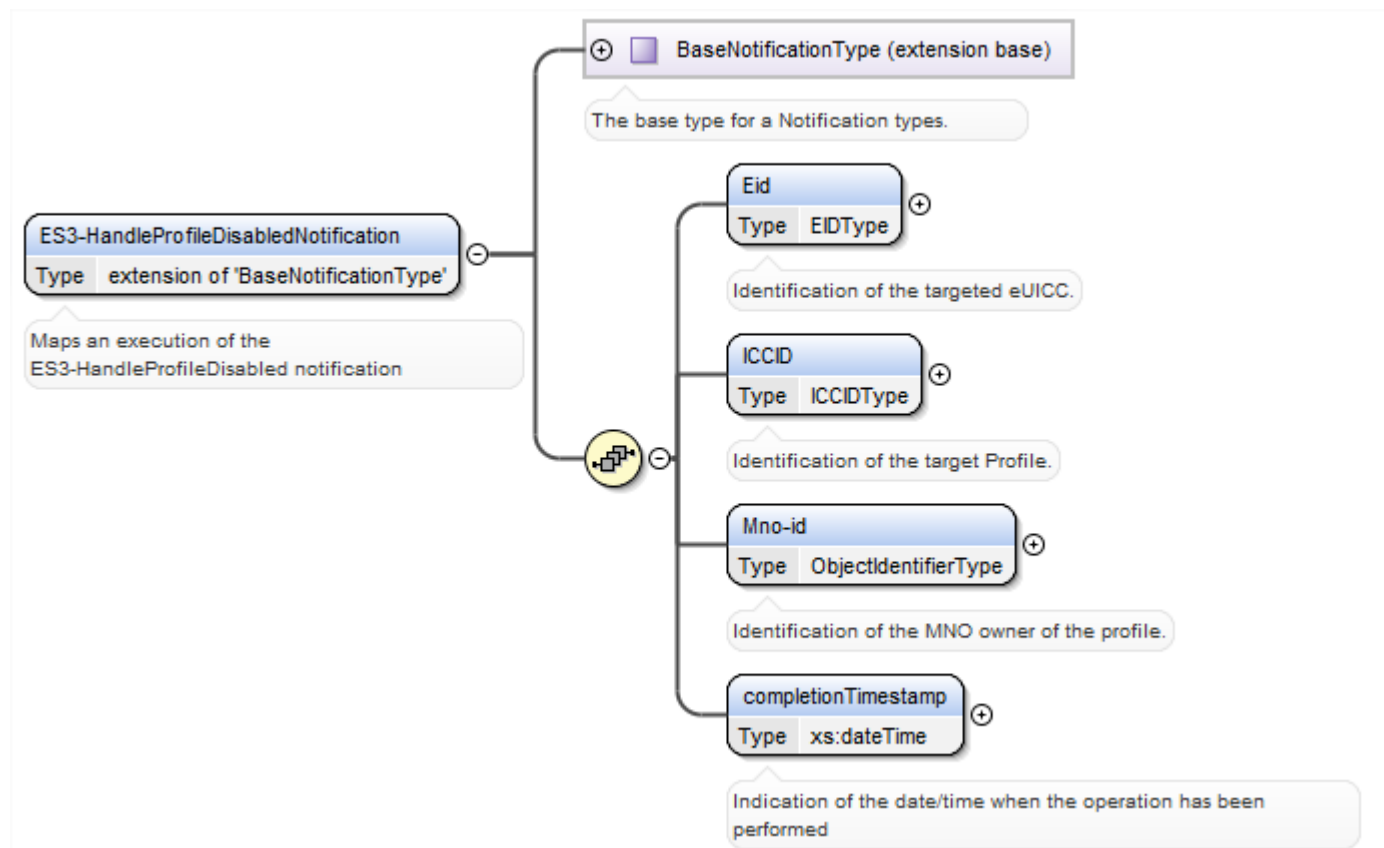 BaseNotificationType (extension base)
The base type for a Notification types.
ES3-HandleProfileDisabledNotification
Type extension of 'BaseNotificationType'
Maps an execution of the
ES3-HandleProfileDisabled notification
Eid
Type EIDType
Identification of the targeted eUICC.
ICCID
Type ICCIDType
Identification of the target Profile.
Mno-id
Type ObjectIdentifierType
Identification of the MNO owner of the profile.
completionTimestamp
Type xs:dateTime
Indication of the date/time when the operation has been
performed